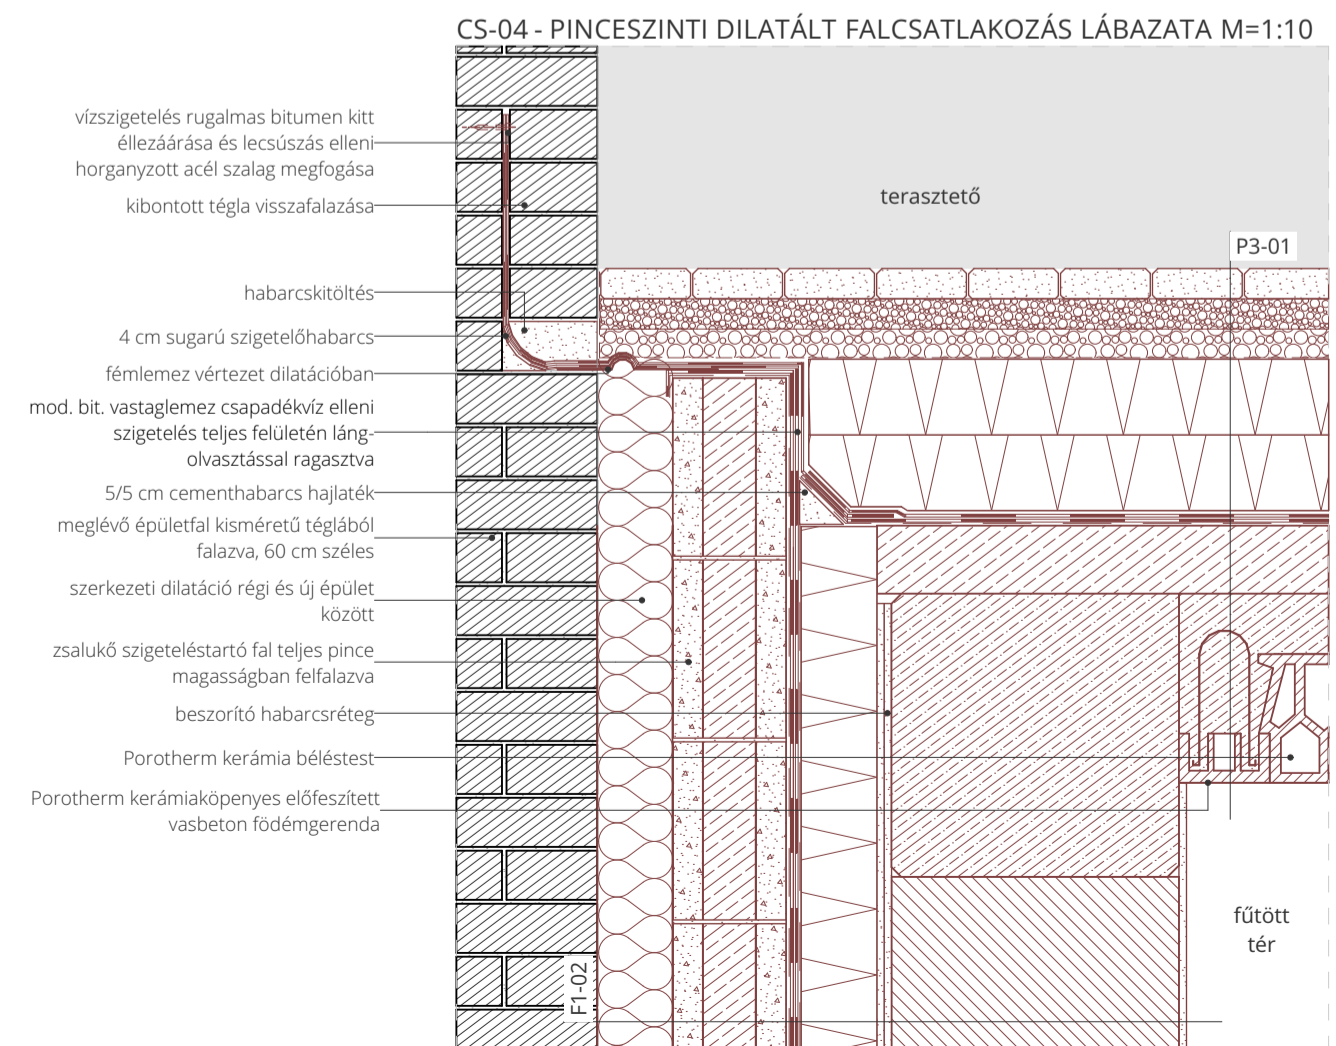 CS-04 - PINCESZINTI DILATÁLT FALCSATLAKOZÁS LÁBAZATA M=1:10
vízszigetelés rugalmas bitumen kitt
éllezáárása és lecsúszás elleni
horganyzott acél szalag megfogása
kibontott tégla visszafalazása
habarcskitöltés
4 cm sugarú szigetelőhabarcs
fémlemez vértezet dilatációban
mod. bit. vastaglemez csapadékvíz elleni
szigetelés teljes felületén láng-
olvasztással ragasztva
5/5 cm cementhabarcs hajlaték
meglévő épületfal kisméretű téglából
falazva, 60 cm széles
szerkezeti dilatáció régi és új épület
között
zsalukő szigeteléstartó fal teljes pince
magasságban felfalazva
beszorító habarcsréteg
Porotherm kerámia béléstest
Porotherm kerámiaköpenyes előfeszített
vasbeton födémgerenda
terasztető
P3-01
fűtött
tér
F1-02